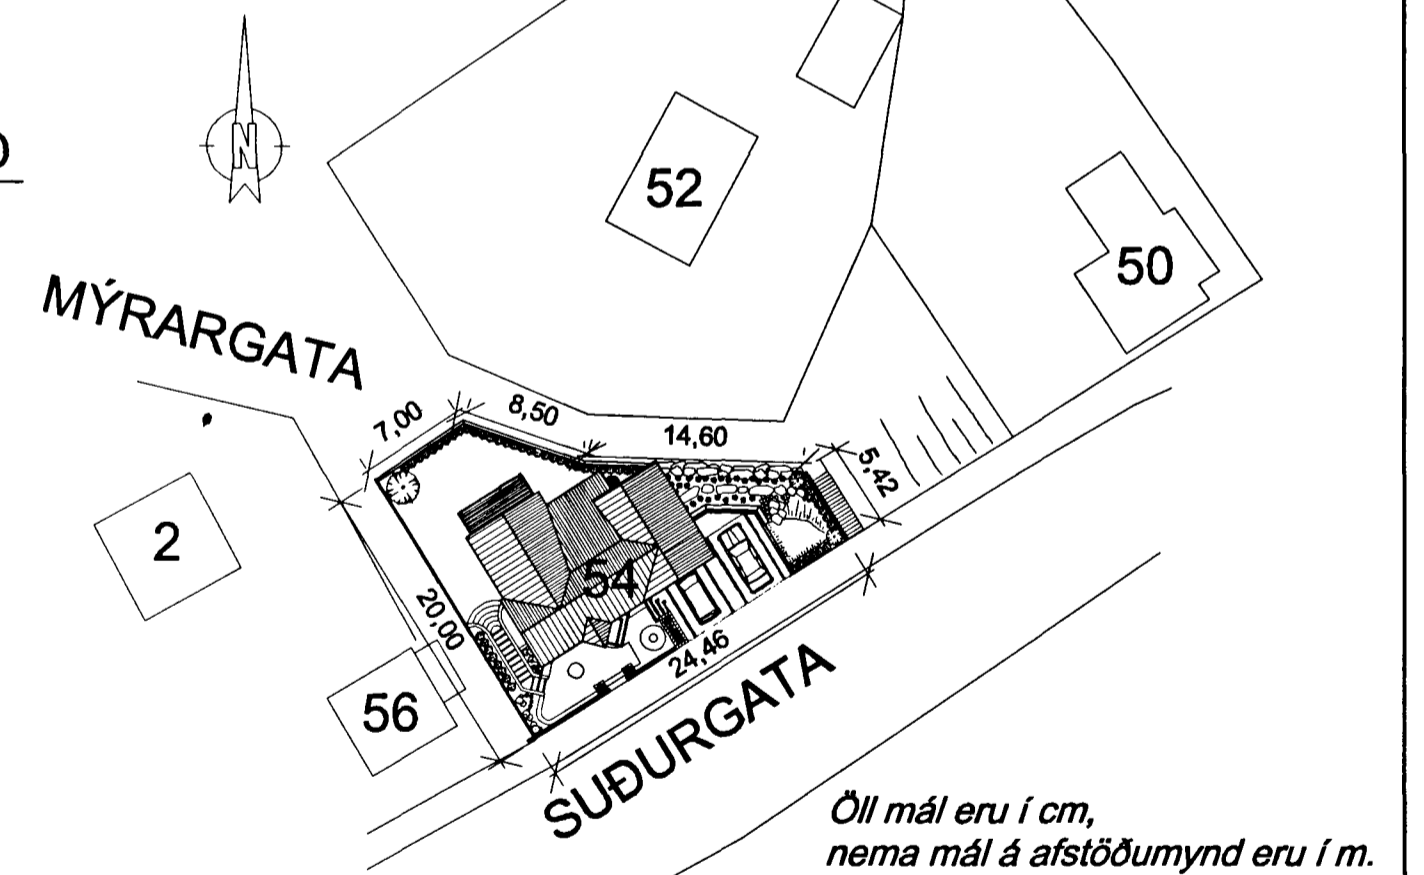 N
52
50
MÝRARGATA
7,00
8,50
14,60
5,42
2
54
20,00
24,46
56
SUÐURGATA
Öll mál eru í cm,
nema mál á afstöðumynd eru í m.